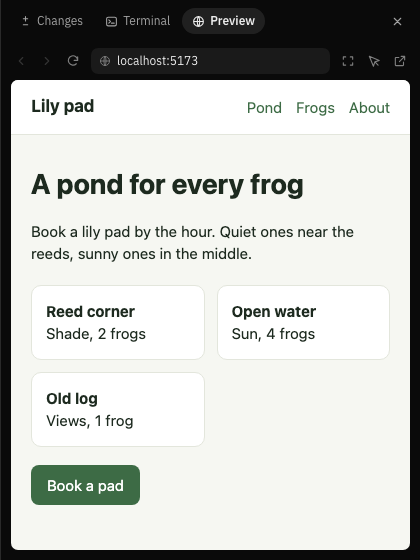 Changes Terminal Preview
localhost:5173
Lily pad Pond Frogs About
A pond for every frog
Book a lily pad by the hour. Quiet ones near the
reeds, sunny ones in the middle.
Reed corner
Shade, 2 frogs
Open water
Sun, 4 frogs
Old log
Views, 1 frog
Book a pad